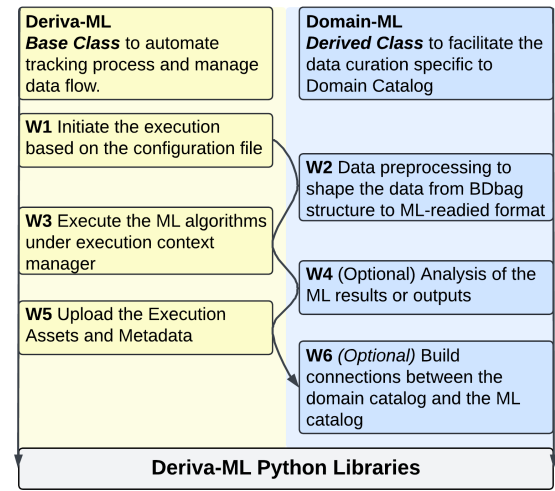 Deriva-ML
Base Class to automate
tracking process and manage
data flow.
Domain-ML
Derived Class to facilitate the
data curation specific to
Domain Catalog
W1 Initiate the execution
based on the configuration file
W2 Data preprocessing to
shape the data from BDbag
structure to ML-readied format
W3 Execute the ML algorithms
under execution context
manager
W4 (Optional) Analysis of the
ML results or outputs
W5 Upload the Execution
Assets and Metadata
W6 (Optional) Build
connections between the
domain catalog and the ML
catalog
Deriva-ML Python Libraries